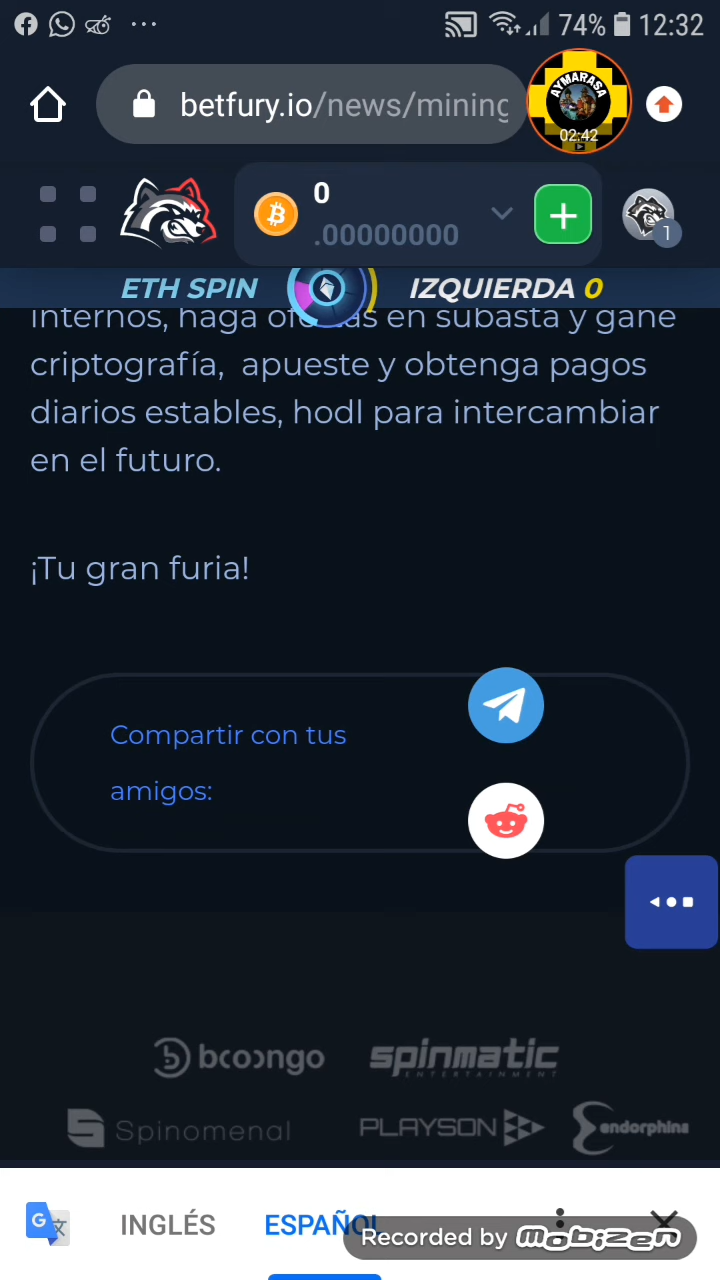 74% 12:32
betfury.io/news/mining
AYMARASA
02:42
0
.00000000
1
ETH SPIN IZQUIERDA 0
internos, haga ofertas en subasta y gane
criptografía, apueste y obtenga pagos
diarios estables, hodl para intercambiar
en el futuro.
¡Tu gran furia!
Compartir con tus
amigos:
booongo spinmatic
ENTERTAINMENT
Spinomenal PLAYSON endorphina
INGLÉS ESPAÑOL
Recorded by mobizen